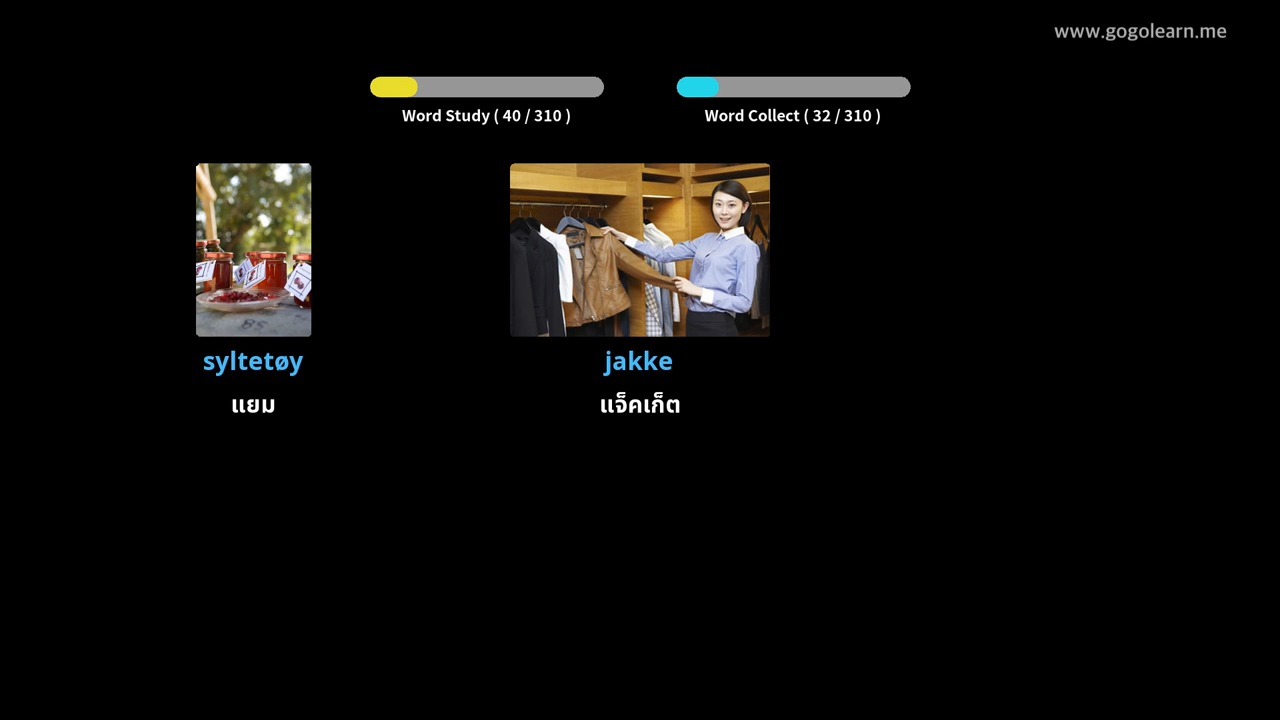 www.gogolearn.me
Word Study ( 40 / 310 )
Word Collect ( 32 / 310 )
syltetøy
jakke
แยม
แจ็คเก็ต